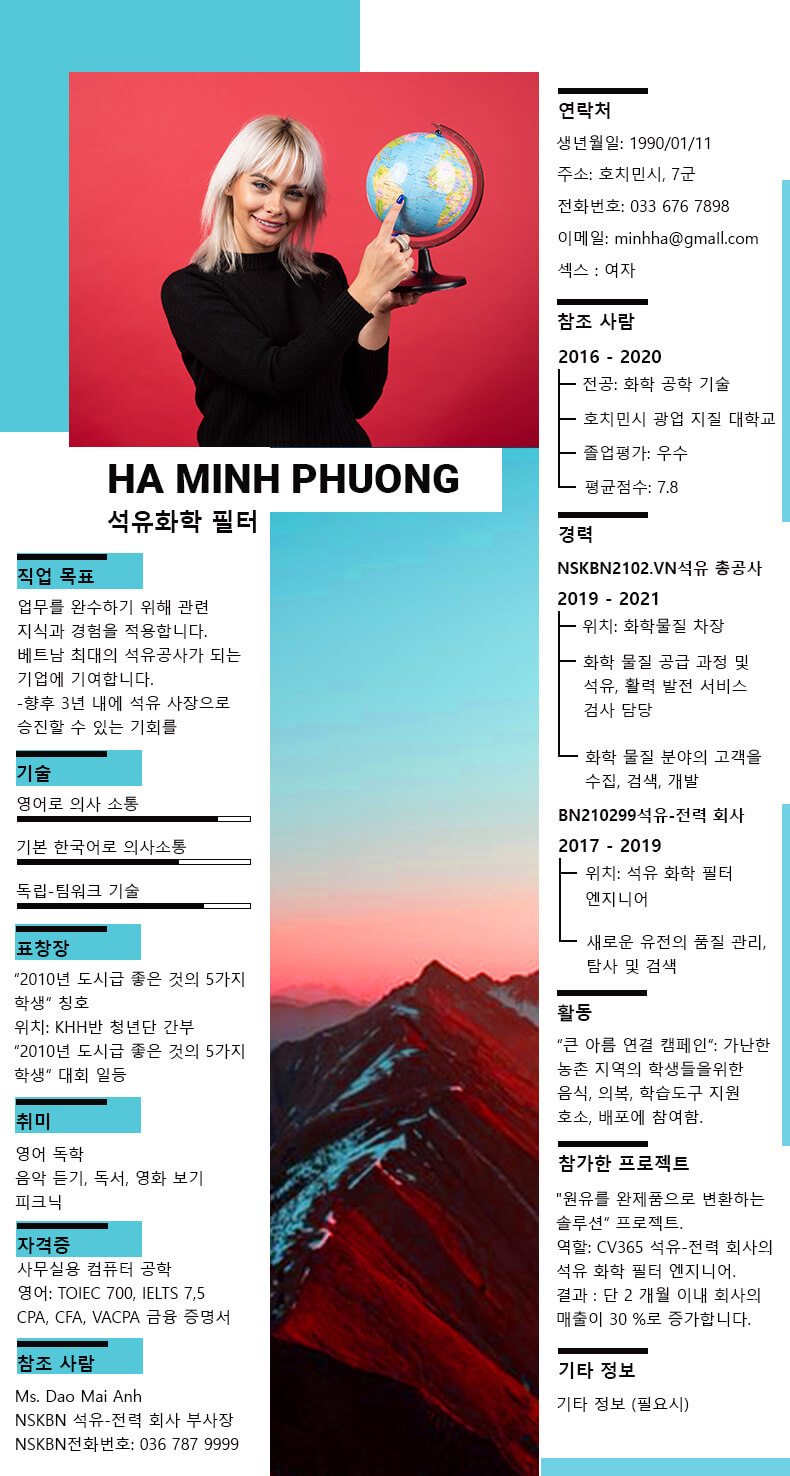 HA MINH PHUONG
석유화학 필터
직업 목표
업무를 완수하기 위해 관련
지식과 경험을 적용합니다.
베트남 최대의 석유공사가 되는
기업에 기여합니다.
-향후 3년 내에 석유 사장으로
승진할 수 있는 기회를
기술
영어로 의사 소통
기본 한국어로 의사소통
독립-팀워크 기술
표창장
“2010년 도시급 좋은 것의 5가지
학생“ 칭호
위치: KHH반 청년단 간부
“2010년 도시급 좋은 것의 5가지
학생“ 대회 일등
취미
영어 독학
음악 듣기, 독서, 영화 보기
피크닉
자격증
사무실용 컴퓨터 공학
영어: TOIEC 700, IELTS 7,5
CPA, CFA, VACPA 금융 증명서
참조 사람
Ms. Dao Mai Anh
NSKBN 석유-전력 회사 부사장
NSKBN전화번호: 036 787 9999
연락처
생년월일: 1990/01/11
주소: 호치민시, 7군
전화번호: 033 676 7898
이메일: minhha@gmall.com
섹스 : 여자
참조 사람
2016 - 2020
전공: 화학 공학 기술
호치민시 광업 지질 대학교
졸업평가: 우수
평균점수: 7.8
경력
NSKBN2102.VN석유 총공사
2019 - 2021
위치: 화학물질 차장
화학 물질 공급 과정 및
석유, 활력 발전 서비스
검사 담당
화학 물질 분야의 고객을
수집, 검색, 개발
BN210299석유-전력 회사
2017 - 2019
위치: 석유 화학 필터
엔지니어
새로운 유전의 품질 관리,
탐사 및 검색
활동
”큰 아름 연결 캠페인“: 가난한
농촌 지역의 학생들을위한
음식, 의복, 학습도구 지원
호소, 배포에 참여함.
참가한 프로젝트
"원유를 완제품으로 변환하는
솔루션“ 프로젝트.
역할: CV365 석유-전력 회사의
석유 화학 필터 엔지니어.
결과 : 단 2 개월 이내 회사의
매출이 30 %로 증가합니다.
기타 정보
기타 정보 (필요시)